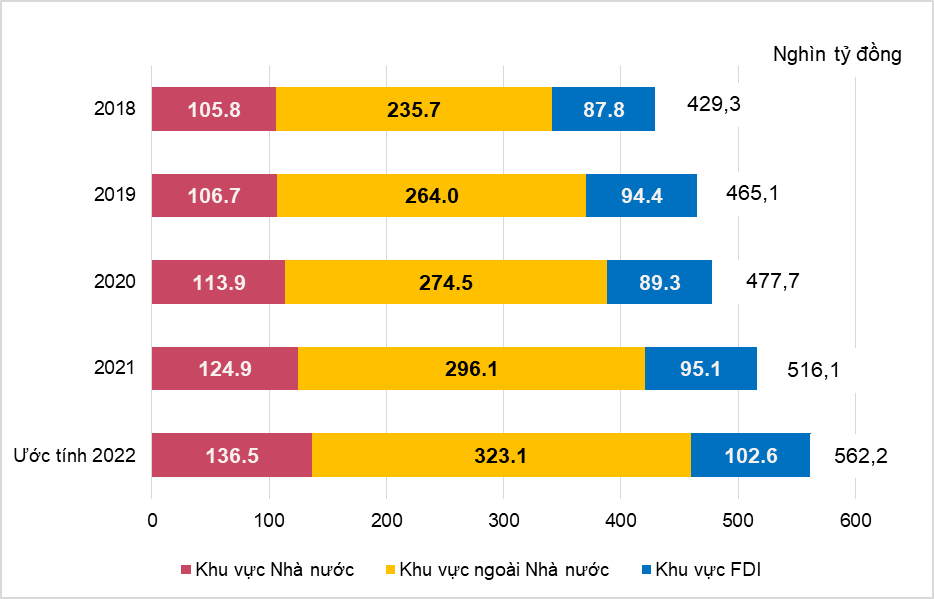 Nghìn tỷ đồng
2018 105.8 235.7 87.8 429,3
2019 106.7 264.0 94.4 465,1
2020 113.9 274.5 89.3 477,7
2021 124.9 296.1 95.1 516,1
Ước tính 2022 136.5 323.1 102.6 562,2
0 100 200 300 400 500 600
Khu vực Nhà nước Khu vực ngoài Nhà nước Khu vực FDI